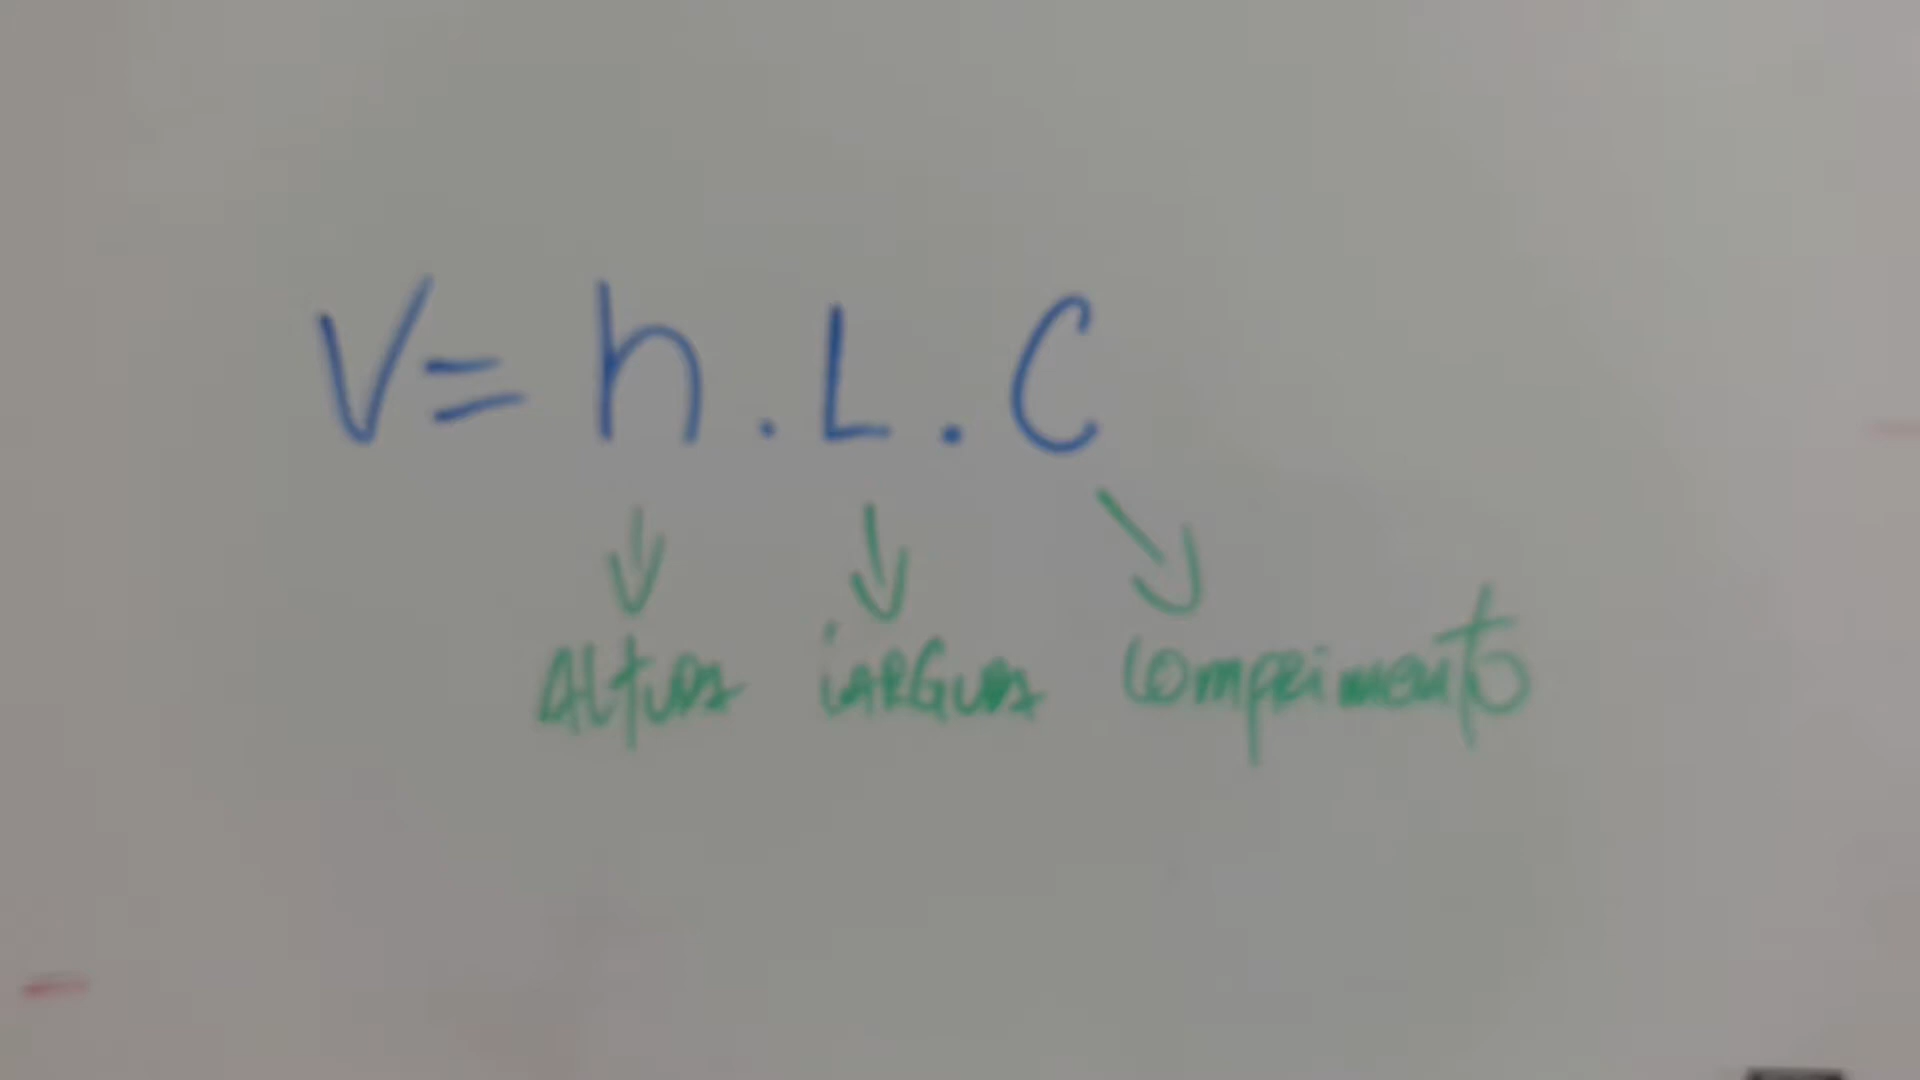 V= h . L . C
Altura LARGURA comprimento